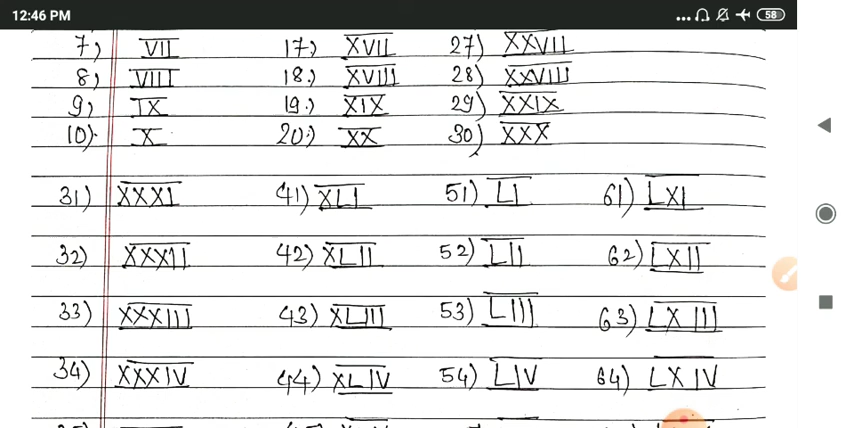 12:46 PM ... 58
7) VII 17) XVII 27) XXVII
8) VIII 18.) XVIII 28) XXVIII
9) IX 19.) XIX 29) XXIX
10) X 20) XX 30) XXX
31) XXXI 41) XLI 51) LI 61) LXI
32) XXXII 42) XLII 52) LII 62) LXII
33) XXXIII 43) XLIII 53) LIII 63) LXIII
34) XXXIV 44) XLIV 54) LIV 64) LXIV